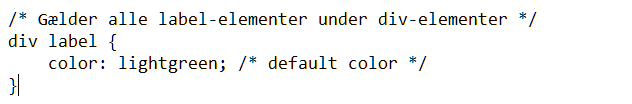 /* Gælder alle label-elementer under div-elementer */
div label {
    color: lightgreen; /* default color */
}